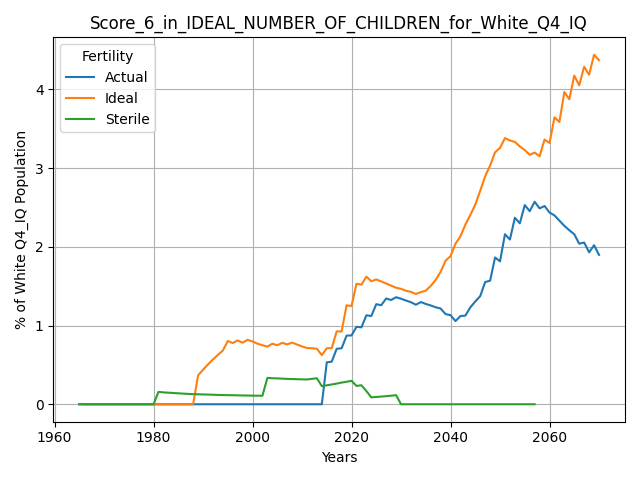 Score_6_in_IDEAL_NUMBER_OF_CHILDREN_for_White_Q4_IQ
Fertility
Actual
Ideal
Sterile
% of White Q4_IQ Population
4
3
2
1
0
1960
1980
2000
2020
2040
2060
Years